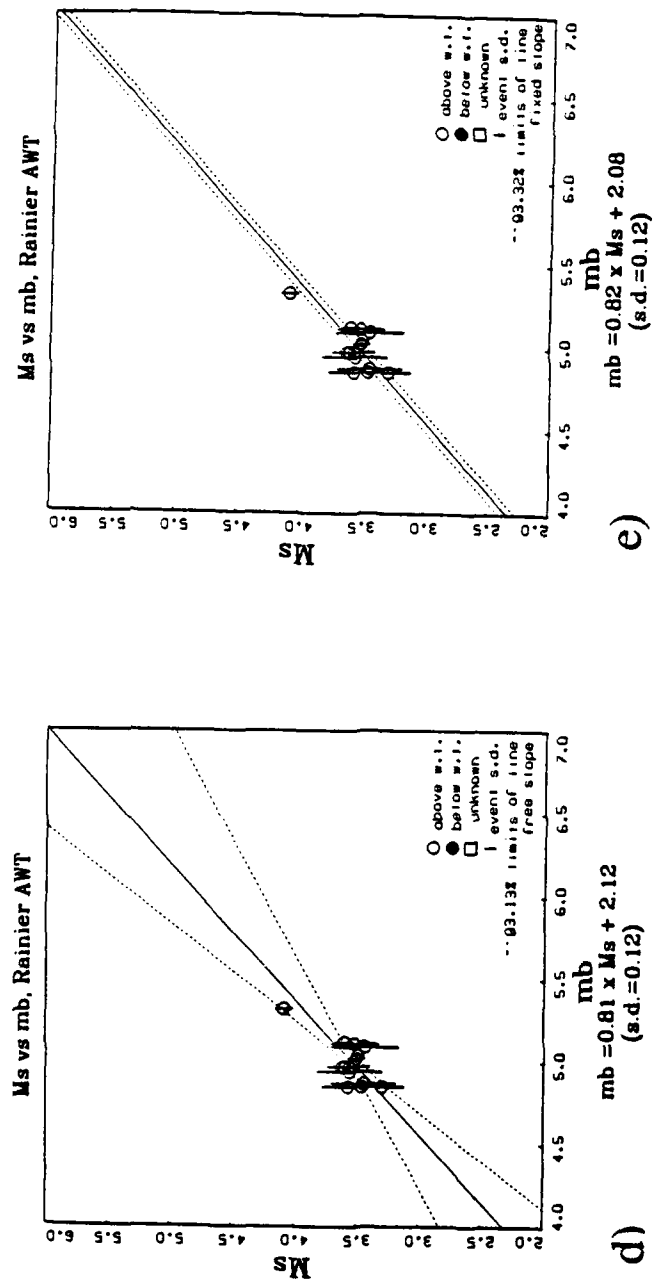 Ms vs mb, Rainier AWT
6.0
5.5
5.0
4.5
4.0
3.5
3.0
2.5
2.0
Ms
above w.t.
below w.t.
unknown
event s.d.
--93.13% limits of line
free slope
4.0 4.5 5.0 5.5 6.0 6.5 7.0
mb
mb =0.81 x Ms + 2.12
(s.d.=0.12)
d)
Ms vs mb, Rainier AWT
6.0
5.5
5.0
4.5
4.0
3.5
3.0
2.5
2.0
Ms
above w.t.
below w.t.
unknown
event s.d.
--93.32% limits of line
fixed slope
4.0 4.5 5.0 5.5 6.0 6.5 7.0
mb
mb =0.82 x Ms + 2.08
(s.d.=0.12)
e)